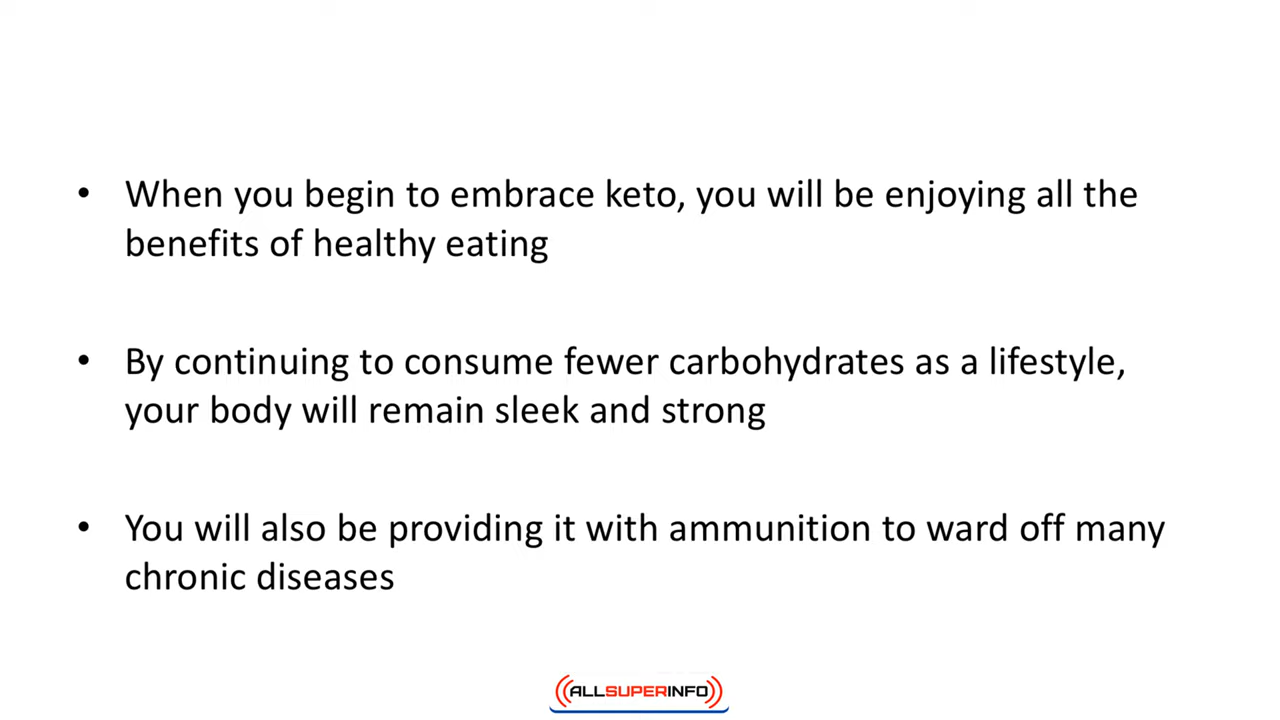 • When you begin to embrace keto, you will be enjoying all the
benefits of healthy eating
• By continuing to consume fewer carbohydrates as a lifestyle,
your body will remain sleek and strong
• You will also be providing it with ammunition to ward off many
chronic diseases
ALLSUPERINFO